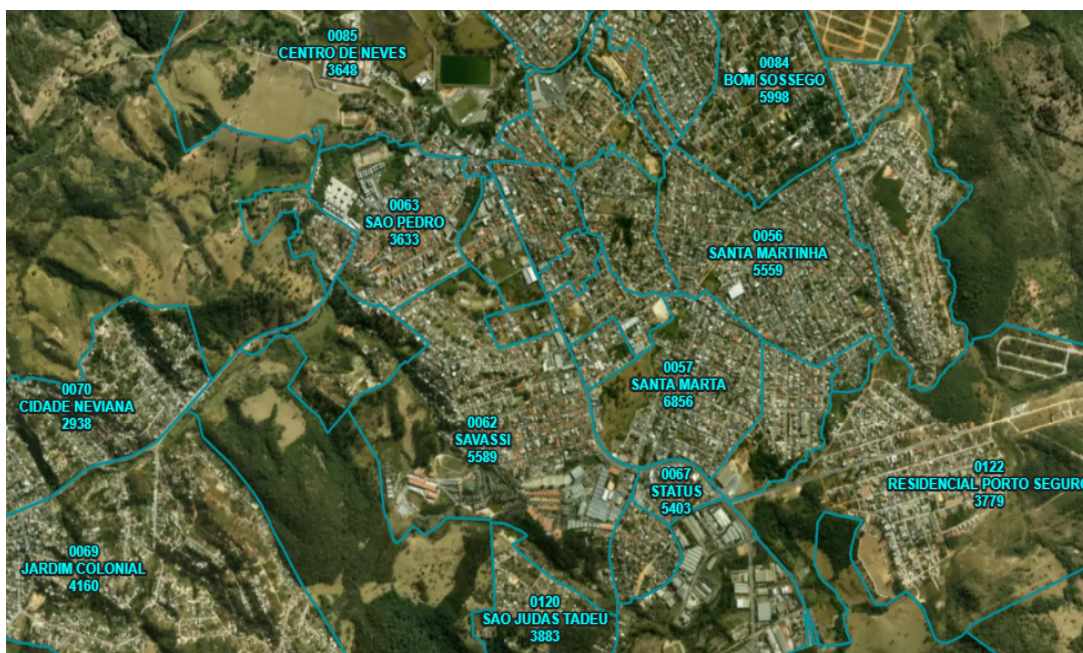 0085
CENTRO DE NEVES
3648
0084
BOM SOSSEGO
5998
0063
SAO PEDRO
3633
0056
SANTA MARTINHA
5559
0070
CIDADE NEVIANA
2938
0057
SANTA MARTA
6856
0062
SAVASSI
5589
0067
STATUS
5403
0122
RESIDENCIAL PORTO SEGURO
3779
0069
JARDIM COLONIAL
4160
0120
SAO JUDAS TADEU
3883